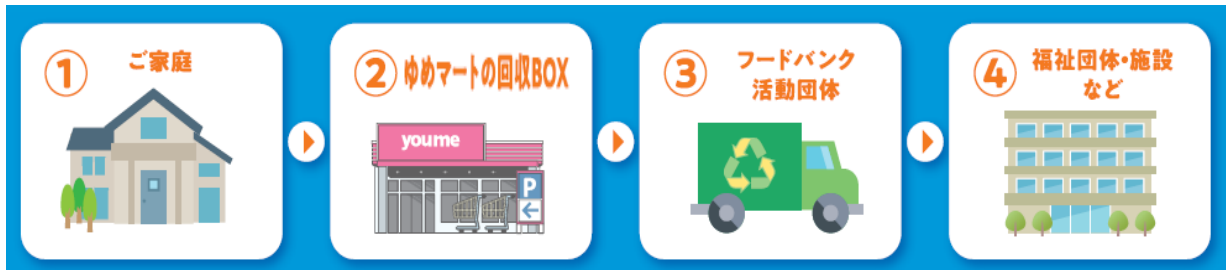 ① ご家庭
② ゆめマートの回収BOX
youme
P
③ フードバンク
活動団体
④ 福祉団体・施設
など